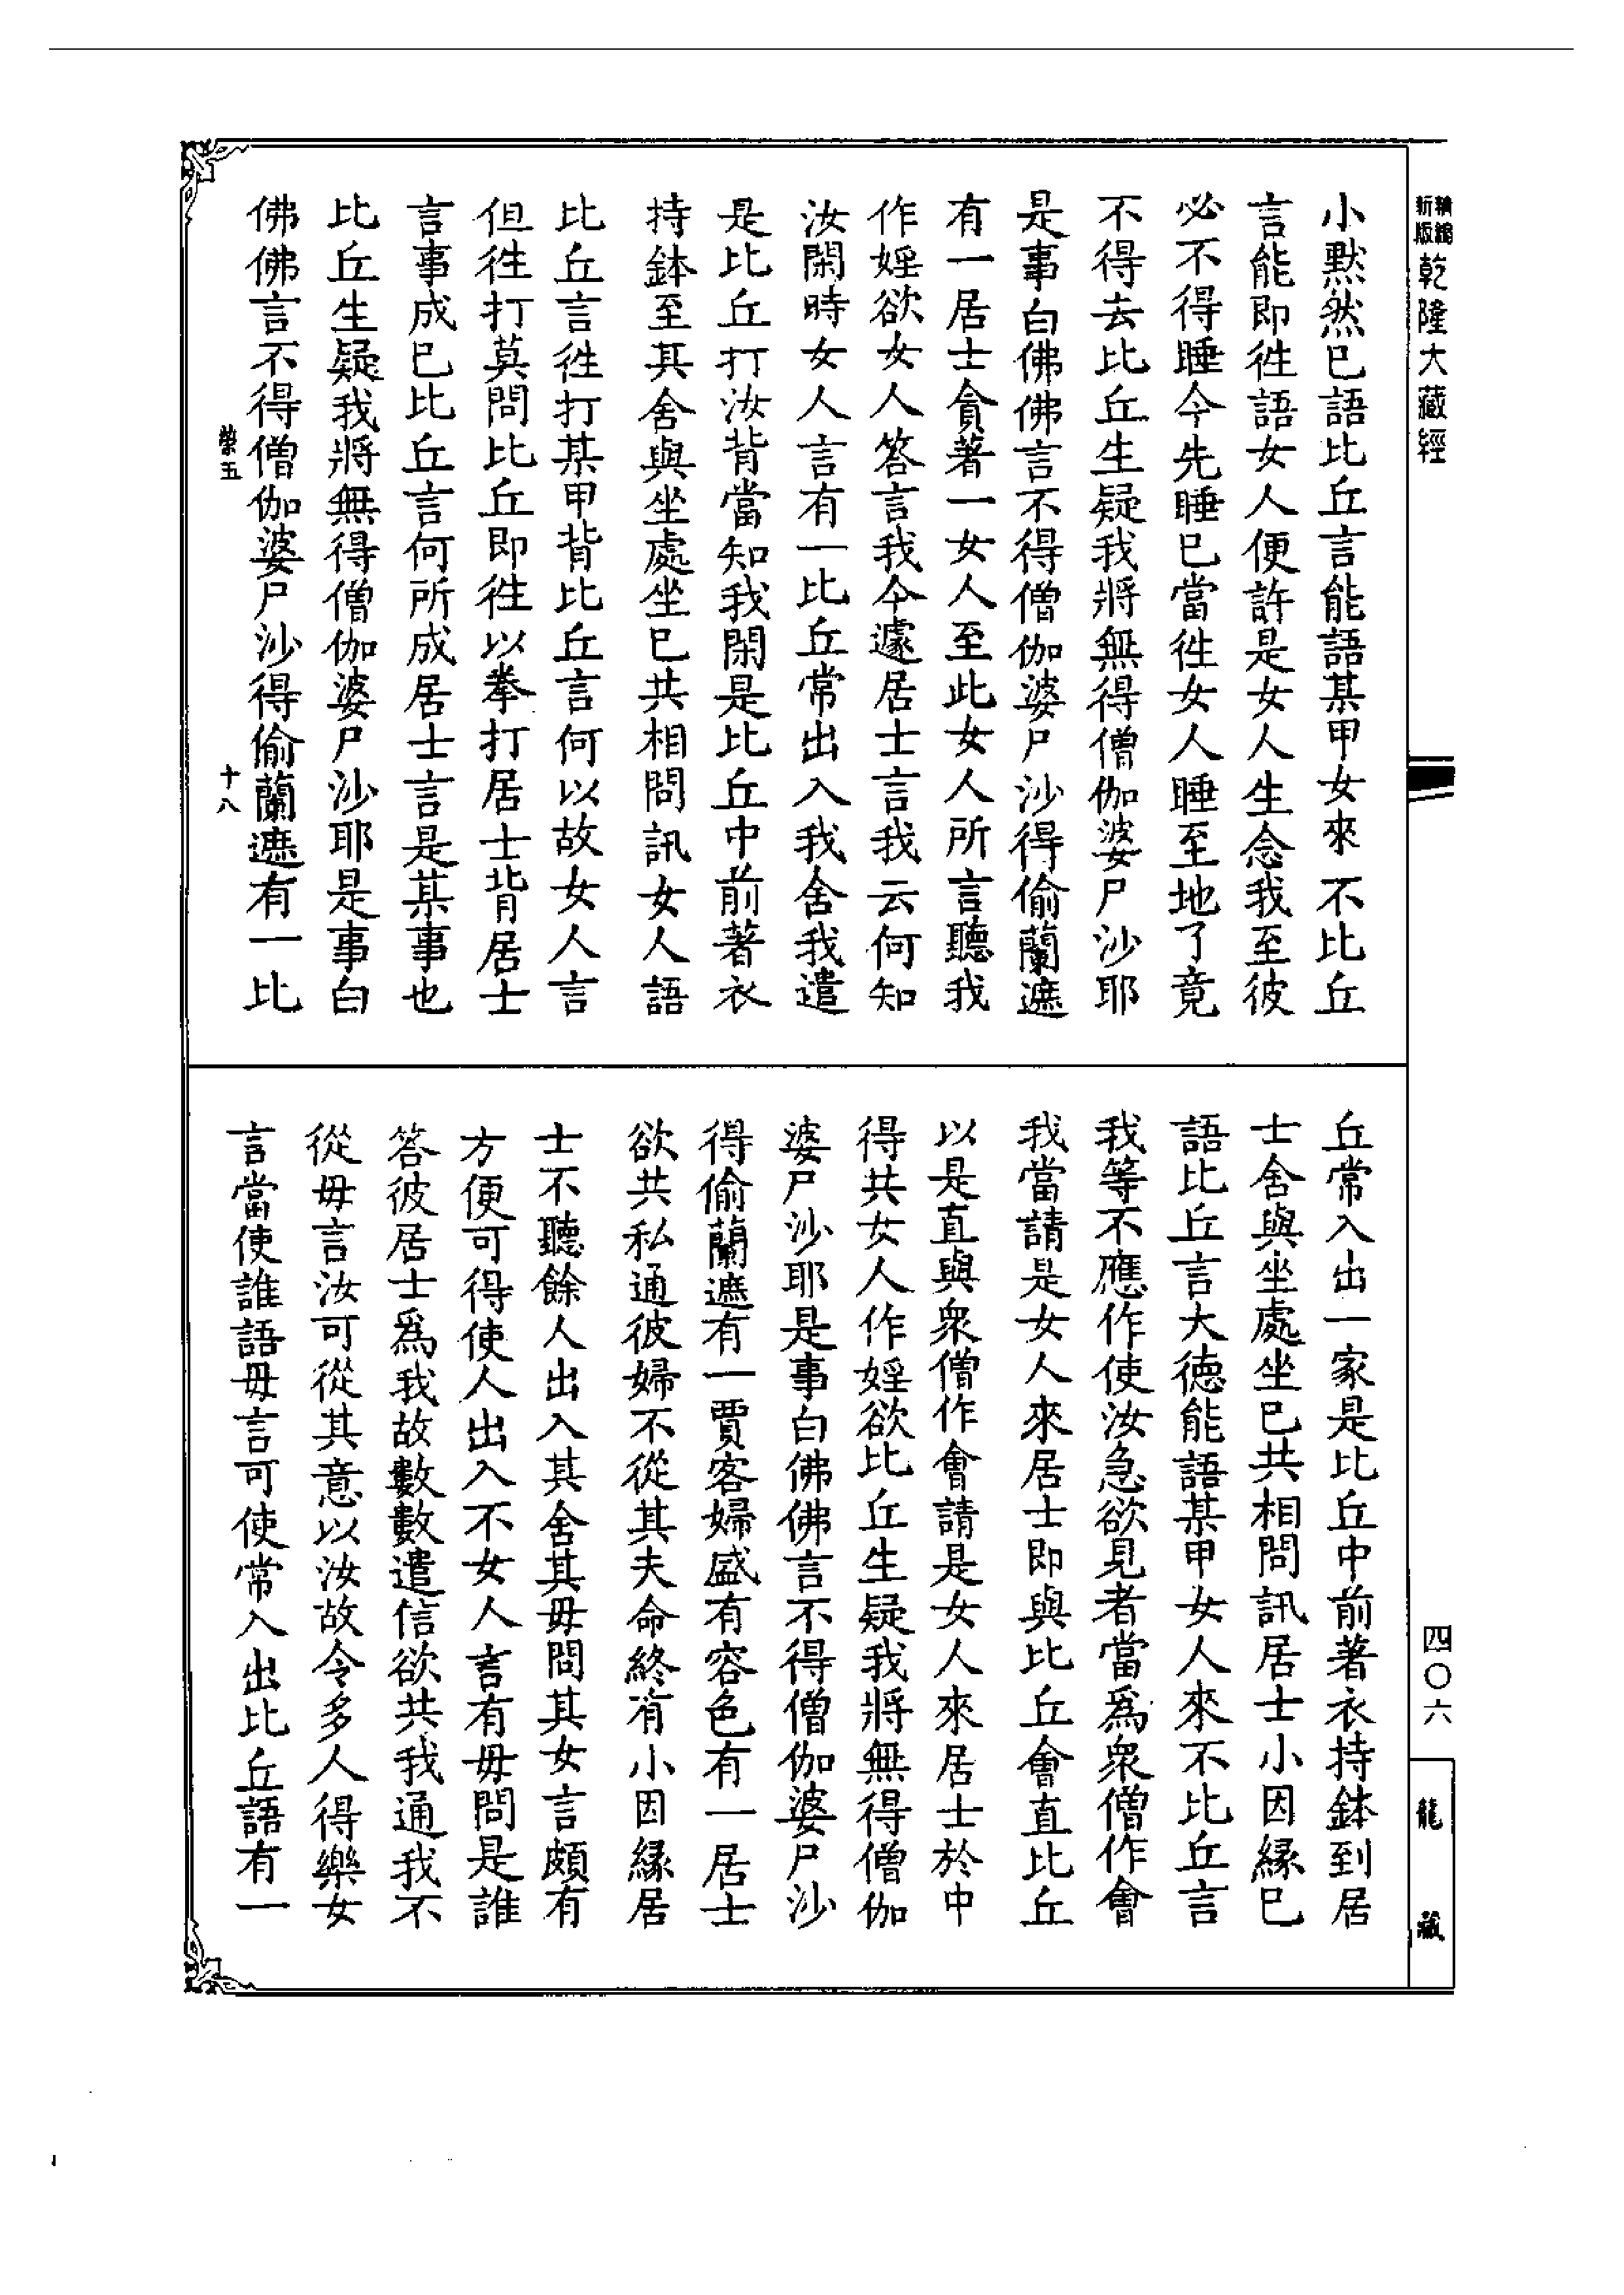 新編縮版乾隆大藏經
小默然已語比丘言能語某甲女來不比丘
言能即往語女人便許是女人生念我至彼
必不得睡今先睡已當往女人睡至地了竟
不得去比丘生疑我將無得僧伽婆尸沙耶
是事白佛佛言不得僧伽婆尸沙得偷蘭遮
有一居士貪著一女人至此女人所言聽我
作婬欲女人答言我今遽居士言我云何知
汝閑時女人言有一比丘常出入我舍我遣
是比丘打汝背當知我閑是比丘中前著衣
持鉢至其舍與坐處坐已共相問訊女人語
比丘言往打某甲背比丘言何以故女人言
但往打莫問比丘即往以拳打居士背居士
言事成已比丘言何所成居士言是某事也
比丘生疑我將無得僧伽婆尸沙耶是事白
佛佛言不得僧伽婆尸沙得偷蘭遮有一比
榮五 十八
丘常入出一家是比丘中前著衣持鉢到居
士舍與坐處坐已共相問訊居士小因緣已
語比丘言大德能語某甲女人來不比丘言
我等不應作使汝急欲見者當為衆僧作會
我當請是女人來居士即與比丘會直比丘
以是直與衆僧作會請是女人來居士於中
得共女人作婬欲比丘生疑我將無得僧伽
婆尸沙耶是事白佛佛言不得僧伽婆尸沙
得偷蘭遮有一賈客婦盛有容色有一居士
欲共私通彼婦不從其夫命終有小因緣居
士不聽餘人出入其舍其母問其女言頗有
方便可得使人出入不女人言有母問是誰
答彼居士爲我故數數遣信欲共我通我不
從母言汝可從其意以汝故令多人得樂女
言當使誰語母言可使常入出比丘語有一
四〇六
龍藏